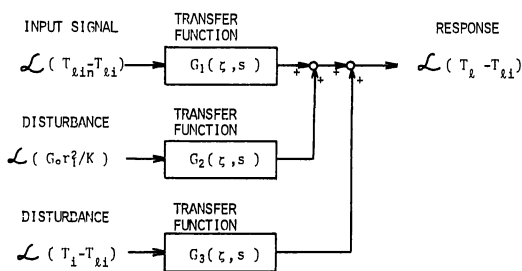 INPUT SIGNAL
TRANSFER
FUNCTION
RESPONSE
ℒ( Tℓin-Tℓi)
G₁(ζ,s)
+ + + +
ℒ( Tℓ -Tℓi)
DISTURBANCE
TRANSFER
FUNCTION
ℒ( G₀r₁²/K )
G₂(ζ,s)
DISTURBANCE
TRANSFER
FUNCTION
ℒ( Ti-Tℓi)
G₃(ζ,s)